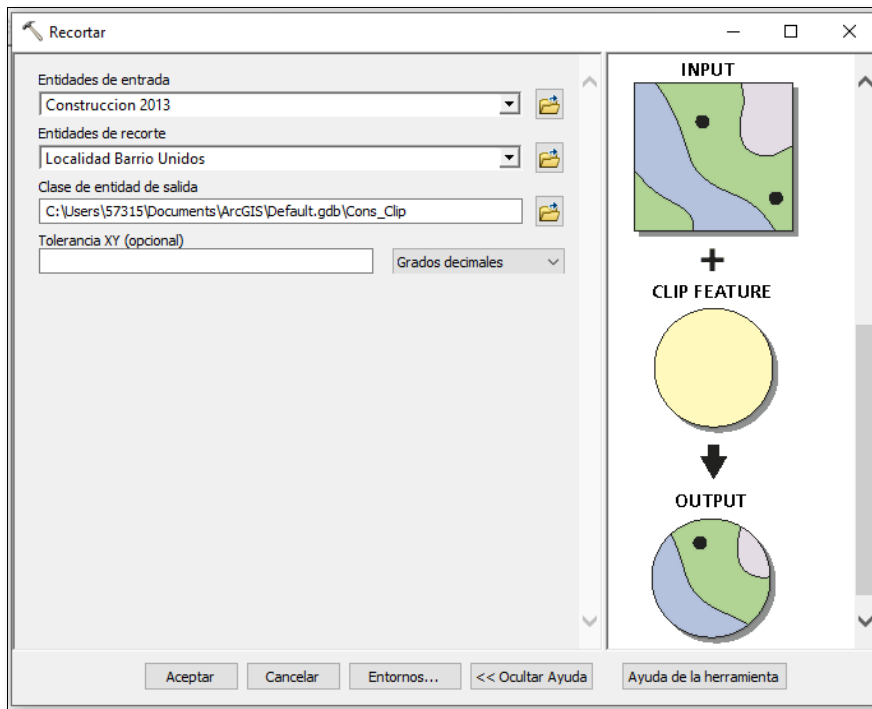 Recortar
Entidades de entrada
Construccion 2013
Entidades de recorte
Localidad Barrio Unidos
Clase de entidad de salida
C:\Users\57315\Documents\ArcGIS\Default.gdb\Cons_Clip
Tolerancia XY (opcional)
Grados decimales
INPUT
+
CLIP FEATURE
OUTPUT
Aceptar
Cancelar
Entornos...
<< Ocultar Ayuda
Ayuda de la herramienta